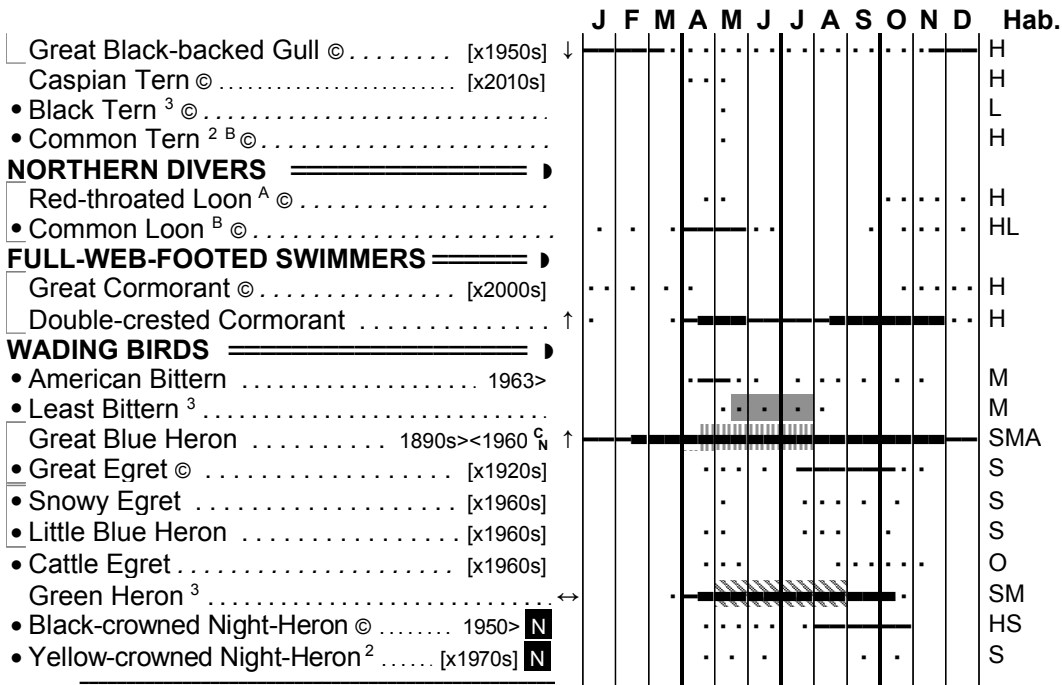 J F M A M J J A S O N D Hab.
Great Black-backed Gull © . . . . . . . . [x1950s] ↓ H
Caspian Tern © . . . . . . . . . . . . . . . . . . . . . . . . . [x2010s] H
• Black Tern ³ © . . . . . . . . . . . . . . . . . . . . . . . . . . . . L
• Common Tern ² ᴮ © . . . . . . . . . . . . . . . . . . . . . . . . H
NORTHERN DIVERS ================ ◗
Red-throated Loon ᴬ © . . . . . . . . . . . . . . . . . . . . . H
• Common Loon ᴮ © . . . . . . . . . . . . . . . . . . . . . . . . . HL
FULL-WEB-FOOTED SWIMMERS ====== ◗
Great Cormorant © . . . . . . . . . . . . . . . . . . [x2000s] H
Double-crested Cormorant . . . . . . . . . . . . . . ↑ H
WADING BIRDS ==================== ◗
• American Bittern . . . . . . . . . . . . . . . . . . . . . 1963> M
• Least Bittern ³ . . . . . . . . . . . . . . . . . . . . . . . . . . . . M
Great Blue Heron . . . . . . . . . . 1890s><1960 C N ↑ SMA
• Great Egret © . . . . . . . . . . . . . . . . . . . . . [x1920s] S
• Snowy Egret . . . . . . . . . . . . . . . . . . . . [x1960s] S
• Little Blue Heron . . . . . . . . . . . . . . . . . [x1960s] S
• Cattle Egret . . . . . . . . . . . . . . . . . . . . . . [x1960s] O
Green Heron ³ . . . . . . . . . . . . . . . . . . . . . . . . . . . . ↔ SM
• Black-crowned Night-Heron © . . . . . . . . 1950> N HS
• Yellow-crowned Night-Heron ² . . . . . . [x1970s] N S